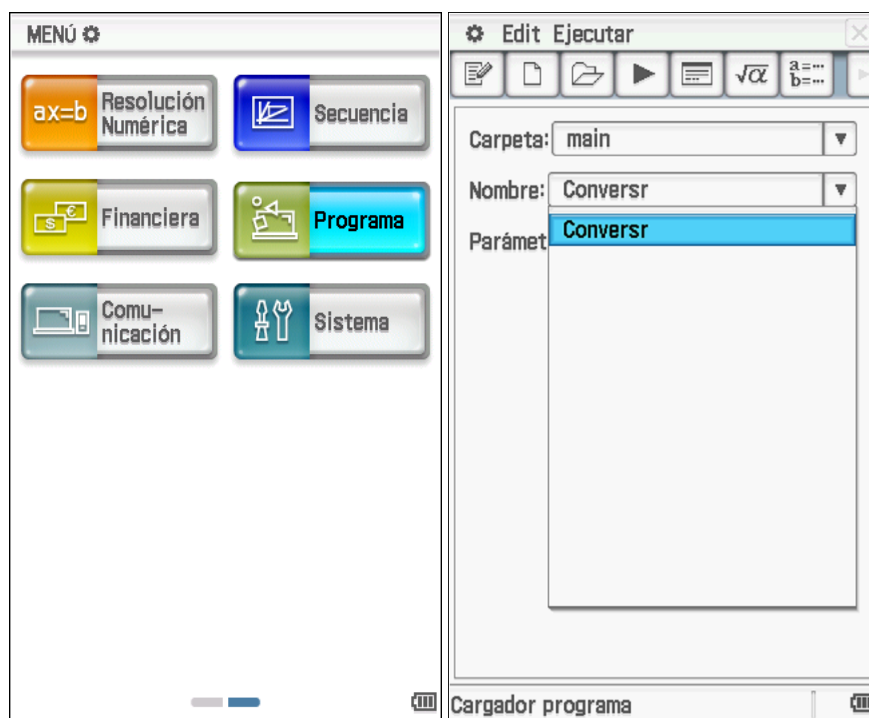 MENÚ
ax=b Resolución Numérica
Secuencia
$ € Financiera
Programa
Comu-
nicación
Sistema
Edit Ejecutar
√α a=... b=...
Carpeta: main
Nombre: Conversr
Parámet Conversr
Cargador programa